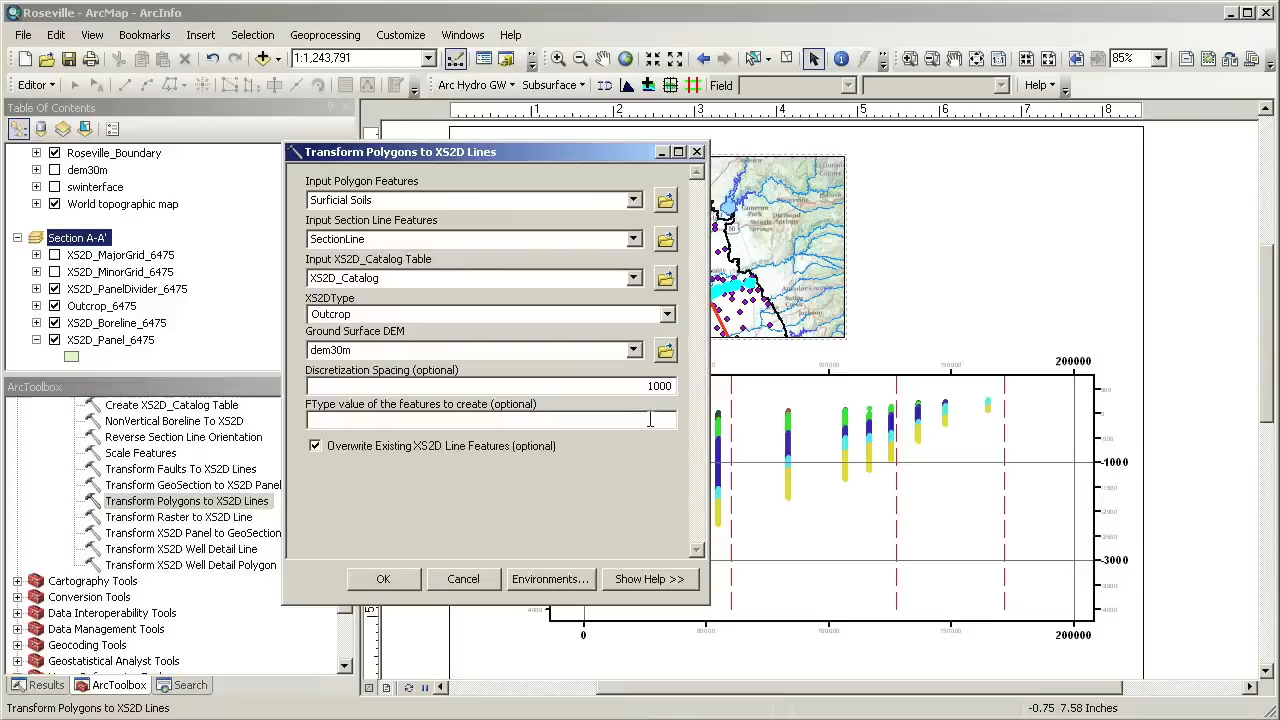 Roseville - ArcMap - ArcInfo
File Edit View Bookmarks Insert Selection Geoprocessing Customize Windows Help
1:1,243,791
85%
Editor
Arc Hydro GW Subsurface ID Field Help
Table Of Contents
Roseville_Boundary
dem30m
swinterface
World topographic map
Section A-A'
XS2D_MajorGrid_6475
XS2D_MinorGrid_6475
XS2D_PanelDivider_6475
Outcrop_6475
XS2D_Boreline_6475
XS2D_Panel_6475
ArcToolbox
Create XS2D_Catalog Table
NonVertical Boreline To XS2D
Reverse Section Line Orientation
Scale Features
Transform Faults To XS2D Lines
Transform GeoSection to XS2D Panel
Transform Polygons to XS2D Lines
Transform Raster to XS2D Line
Transform XS2D Panel to GeoSection
Transform XS2D Well Detail Line
Transform XS2D Well Detail Polygon
Cartography Tools
Conversion Tools
Data Interoperability Tools
Data Management Tools
Geocoding Tools
Geostatistical Analyst Tools
Results ArcToolbox Search
Transform Polygons to XS2D Lines
Transform Polygons to XS2D Lines
Input Polygon Features
Surficial Soils
Input Section Line Features
SectionLine
Input XS2D_Catalog Table
XS2D_Catalog
XS2DType
Outcrop
Ground Surface DEM
dem30m
Discretization Spacing (optional)
1000
FType value of the features to create (optional)
Overwrite Existing XS2D Line Features (optional)
OK Cancel Environments... Show Help >>
1 2 3 4 5 6 7 8
Cameron
Park
50
200000
-1000
-3000
0 200000
-0.75 7.58 Inches